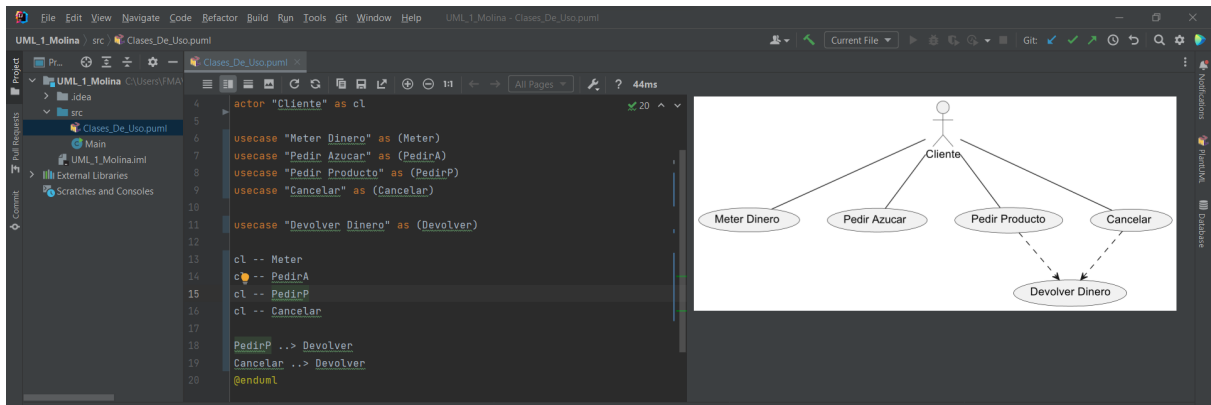 File Edit View Navigate Code Refactor Build Run Tools Git Window Help UML_1_Molina - Clases_De_Uso.puml
UML_1_Molina src Clases_De_Uso.puml Current File Git:
Project
Pull Requests
Commit
Pr...
UML_1_Molina C:\Users\FMA
.idea
src
Clases_De_Uso.puml
Main
UML_1_Molina.iml
External Libraries
Scratches and Consoles
Clases_De_Uso.puml
1:1 All Pages ? 44ms
20
4 actor "Cliente" as cl
5
6 usecase "Meter Dinero" as (Meter)
7 usecase "Pedir Azucar" as (PedirA)
8 usecase "Pedir Producto" as (PedirP)
9 usecase "Cancelar" as (Cancelar)
10
11 usecase "Devolver Dinero" as (Devolver)
12
13 cl -- Meter
14 cl -- PedirA
15 cl -- PedirP
16 cl -- Cancelar
17
18 PedirP ..> Devolver
19 Cancelar ..> Devolver
20 @enduml
Cliente
Meter Dinero Pedir Azucar Pedir Producto Cancelar
Devolver Dinero
Notifications
PlantUML
Database